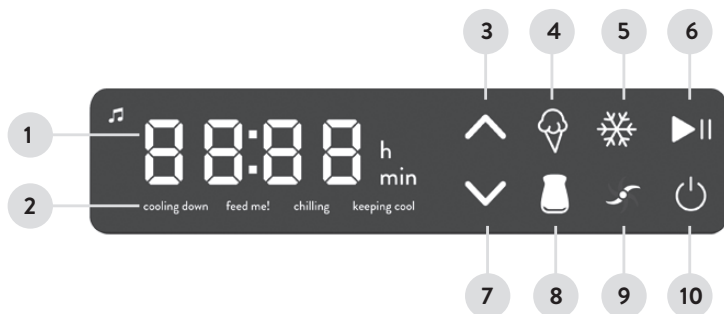 3 4 5 6
1 88:88 h
min
2 cooling down feed me! chilling keeping cool
7 8 9 10